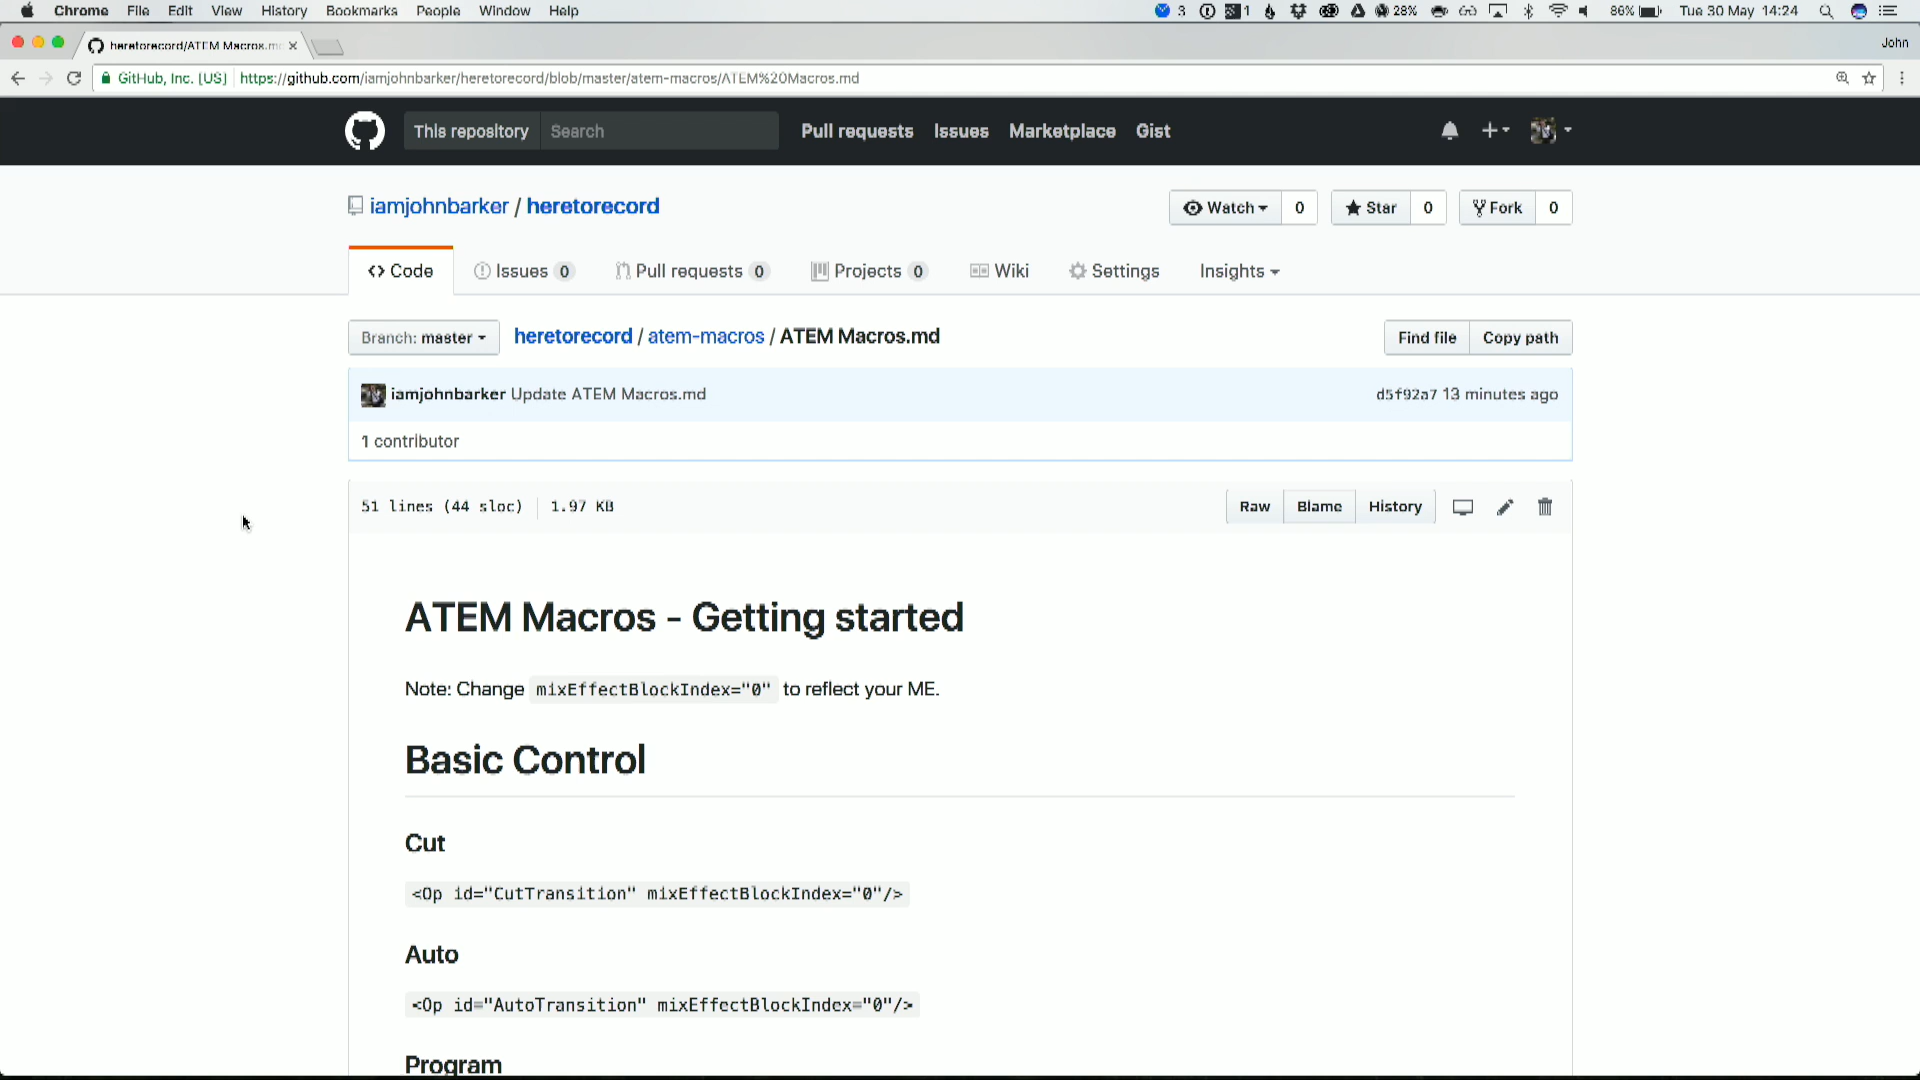 Chrome File Edit View History Bookmarks People Window Help 3 1 28% 86% Tue 30 May 14:24
heretorecord/ATEM Macros.m John
GitHub, Inc. [US] https://github.com/iamjohnbarker/heretorecord/blob/master/atem-macros/ATEM%20Macros.md
This repository Search Pull requests Issues Marketplace Gist
iamjohnbarker / heretorecord Watch 0 Star 0 Fork 0
<> Code Issues 0 Pull requests 0 Projects 0 Wiki Settings Insights
Branch: master heretorecord / atem-macros / ATEM Macros.md Find file Copy path
iamjohnbarker Update ATEM Macros.md d5f92a7 13 minutes ago
1 contributor
51 lines (44 sloc) 1.97 KB Raw Blame History
ATEM Macros - Getting started
Note: Change mixEffectBlockIndex="0" to reflect your ME.
Basic Control
Cut
<Op id="CutTransition" mixEffectBlockIndex="0"/>
Auto
<Op id="AutoTransition" mixEffectBlockIndex="0"/>
Program